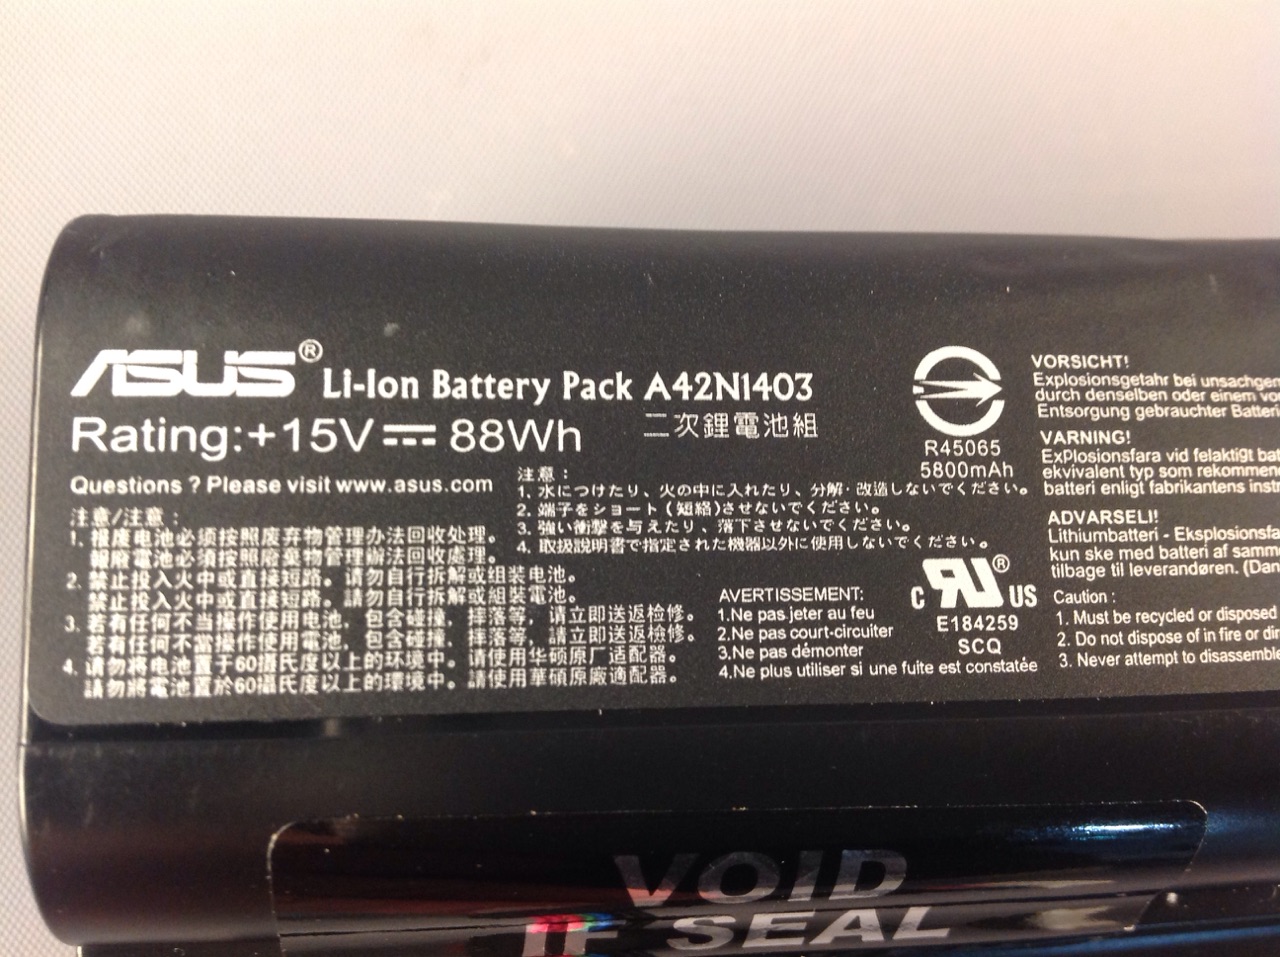 ASUS® Li-Ion Battery Pack A42N1403
Rating:+15V⎓88Wh 二次鋰電池組
Questions ? Please visit www.asus.com
注意/注意：
1. 报废电池必须按照废弃物管理办法回收处理。
報廢電池必須按照廢棄物管理辦法回收處理。
2. 禁止投入火中或直接短路。请勿自行拆解或组装电池。
禁止投入火中或直接短路。請勿自行拆解或組裝電池。
3. 若有任何不当操作使用电池，包含碰撞，摔落等，请立即送返检修。
若有任何不當操作使用電池，包含碰撞，摔落等，請立即送返檢修。
4. 请勿将电池置于60摄氏度以上的环境中。请使用华硕原厂适配器。
請勿將電池置於60攝氏度以上的環境中。請使用華碩原廠適配器。
注意：
1. 水につけたり、火の中に入れたり、分解・改造しないでください。
2. 端子をショート（短絡）させないでください。
3. 強い衝撃を与えたり、落下させないでください。
4. 取扱説明書で指定された機器以外に使用しないでください。
AVERTISSEMENT:
1.Ne pas jeter au feu
2.Ne pas court-circuiter
3.Ne pas démonter
4.Ne plus utiliser si une fuite est constatée
R45065
5800mAh
c RU® US
E184259
SCQ
VORSICHT!
Explosionsgetahr bei unsachgen
durch denselben oder einem vo
Entsorgung gebrauchter Batteri
VARNING!
ExPlosionsfara vid felaktigt bat
ekvivalent typ som rekommen
batteri enligt fabrikantens instr
ADVARSELI!
Lithiumbatteri - Eksplosionsfa
kun ske med batteri af samm
tilbage til leverandøren. (Dan
Caution :
1. Must be recycled or disposed
2. Do not dispose of in fire or dir
3. Never attempt to disassemble
VOID
IF SEAL